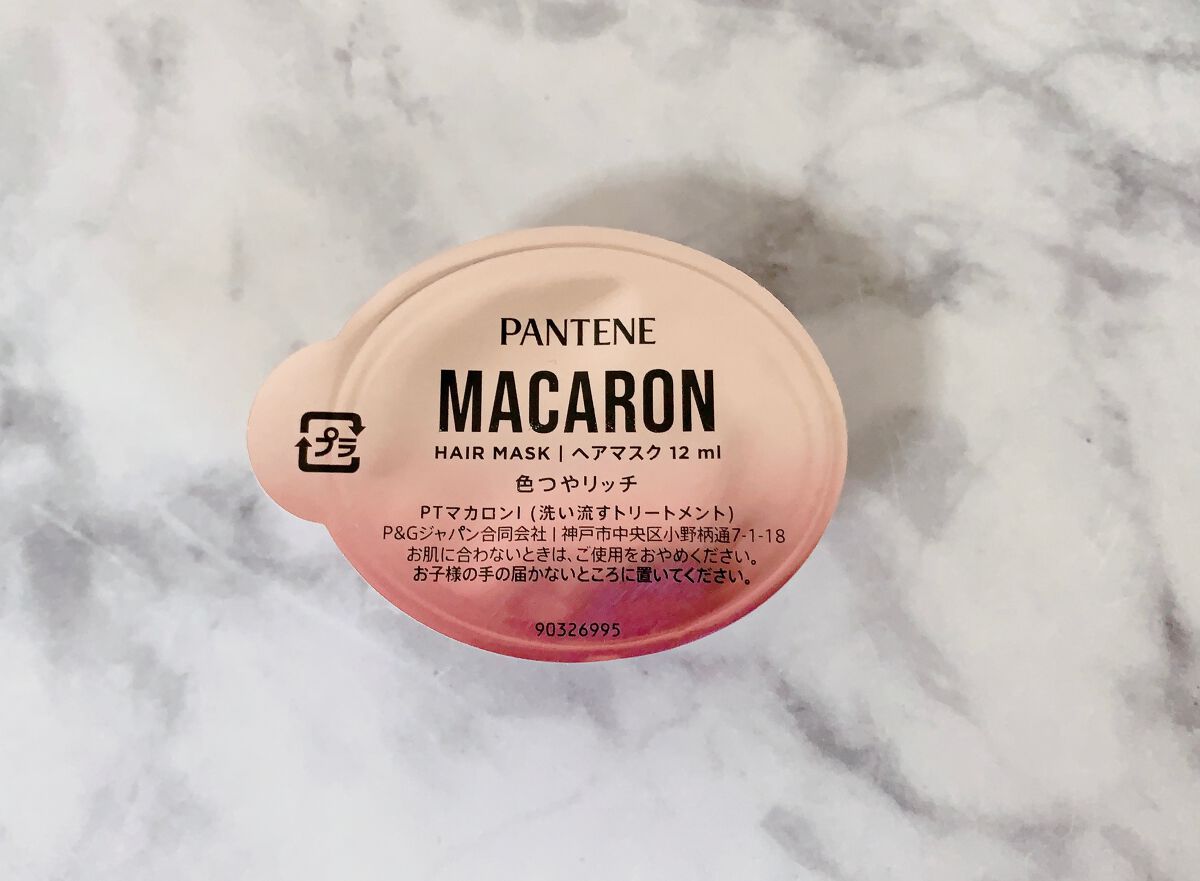 PANTENE
MACARON
HAIR MASK | ヘアマスク 12 ml
色つやリッチ
プラ
PTマカロンI (洗い流すトリートメント)
P&Gジャパン合同会社 | 神戸市中央区小野柄通7-1-18
お肌に合わないときは、ご使用をおやめください。
お子様の手の届かないところに置いてください。
90326995